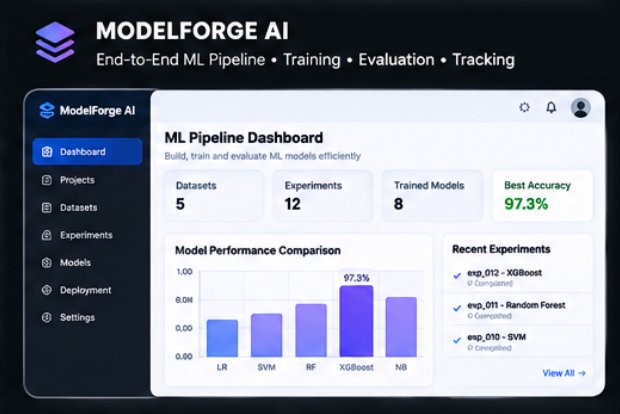 MODELFORGE AI
End-to-End ML Pipeline • Training • Evaluation • Tracking
ModelForge AI
Dashboard
Projects
Datasets
Experiments
Models
Deployment
Settings
ML Pipeline Dashboard
Build, train and evaluate ML models efficiently
Datasets
5
Experiments
12
Trained Models
8
Best Accuracy
97.3%
Model Performance Comparison
1.00
0.00
0.00
97.3%
LR SVM RF XGBoost NB
Recent Experiments
exp_012 - XGBoost
exp_011 - Random Forest
exp_010 - SVM
View All →